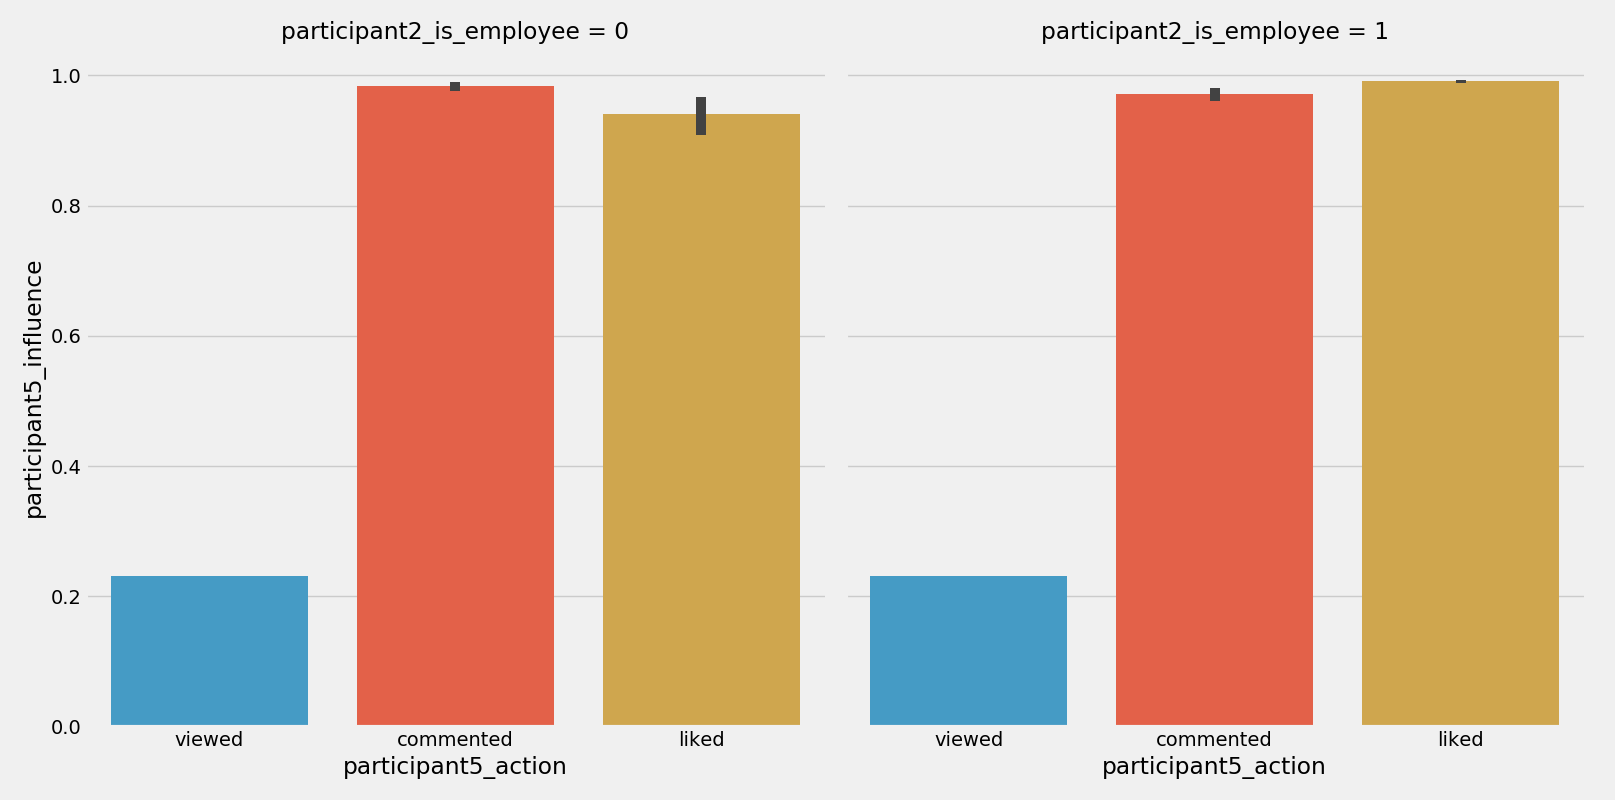 participant2_is_employee = 0
participant2_is_employee = 1
participant5_influence
1.0
0.8
0.6
0.4
0.2
0.0
viewed commented liked
viewed commented liked
participant5_action
participant5_action